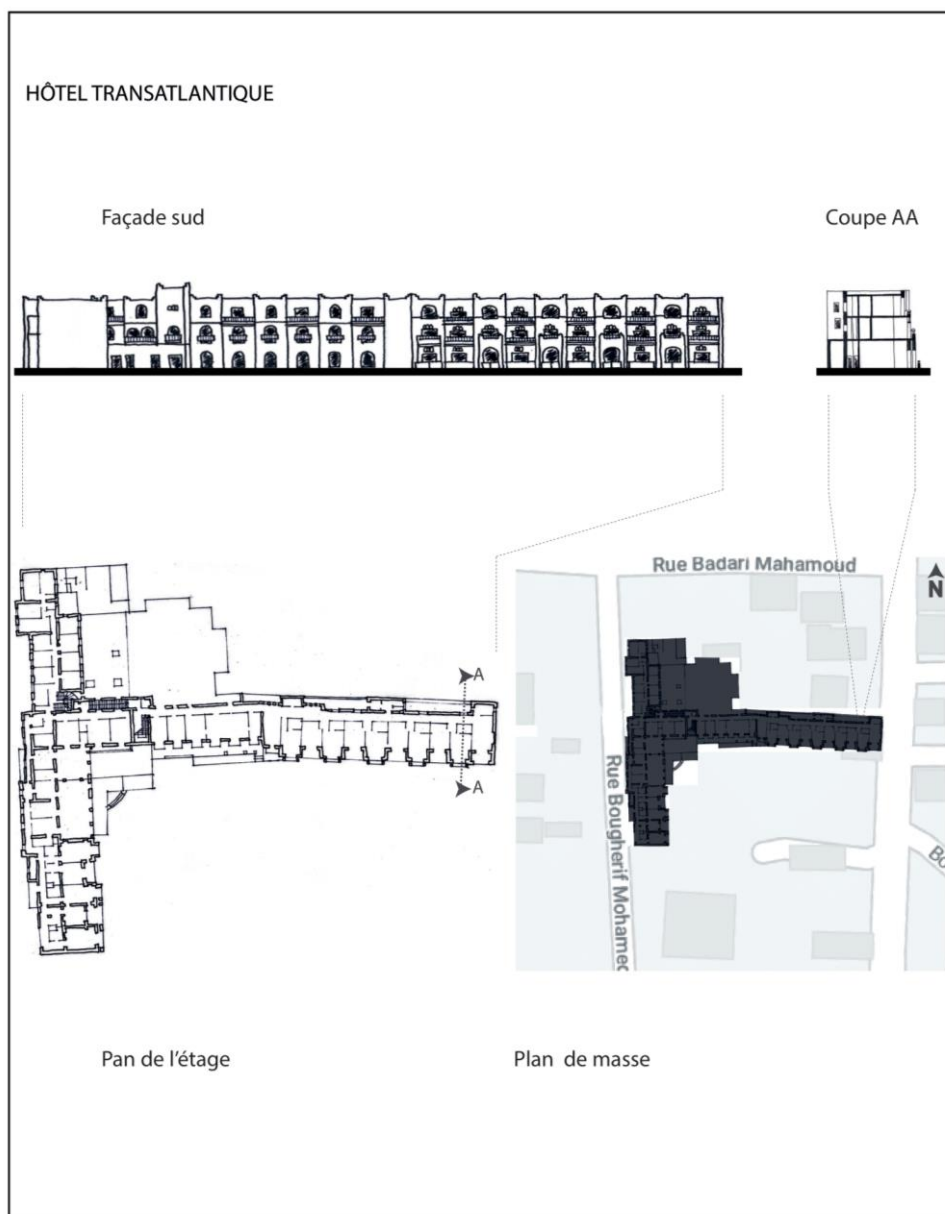 HÔTEL TRANSATLANTIQUE
Façade sud
Coupe AA
Rue Badari Mahamoud
N
A
A
Rue Bougherif Mohamed
Pan de l'étage
Plan de masse